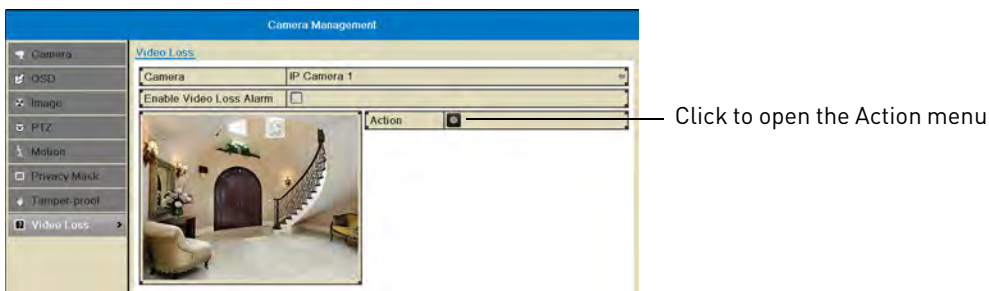 Camera Management
Camera
OSD
Image
PTZ
Motion
Privacy Mask
Tamper-proof
Video Loss
Video Loss
Camera IP Camera 1
Enable Video Loss Alarm
Action
Click to open the Action menu